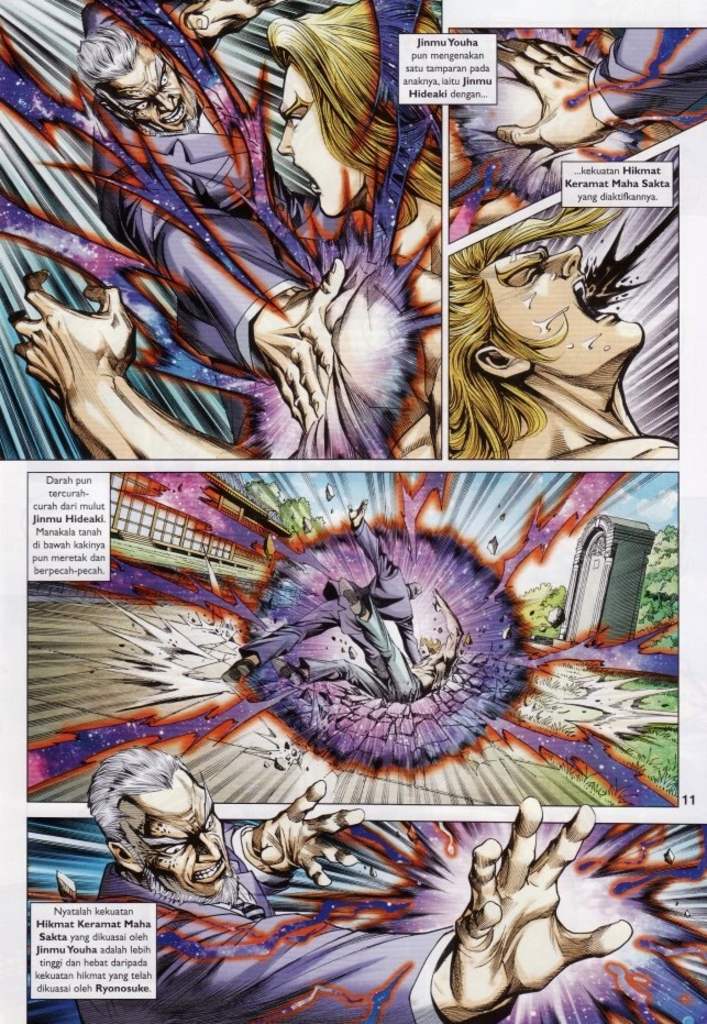 Jinmu Youha
pun mengenakan
satu tamparan pada
anaknya, iaitu Jinmu
Hideaki dengan...
...kekuatan Hikmat
Keramat Maha Sakta
yang diaktifkannya.
Darah pun
tercurah-
curah dari mulut
Jinmu Hideaki.
Manakala tanah
di bawah kakinya
pun meretak dan
berpecah-pecah.
11
Nyatalah kekuatan
Hikmat Keramat Maha
Sakta yang dikuasai oleh
Jinmu Youha adalah lebih
tinggi dan hebat daripada
kekuatan hikmat yang telah
dikuasai oleh Ryonosuke.